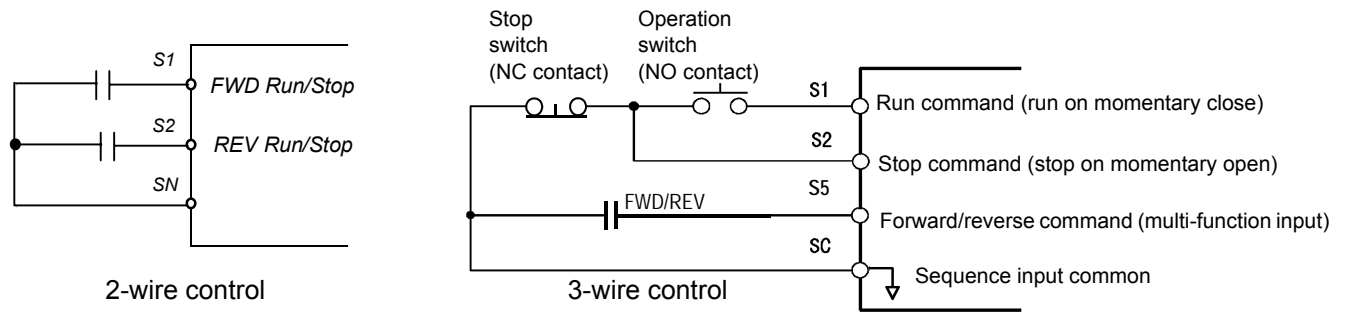 S1
FWD Run/Stop
S2
REV Run/Stop
SN
2-wire control
Stop
switch
(NC contact)
Operation
switch
(NO contact)
S1
Run command (run on momentary close)
S2
Stop command (stop on momentary open)
S5
FWD/REV
Forward/reverse command (multi-function input)
SC
Sequence input common
3-wire control